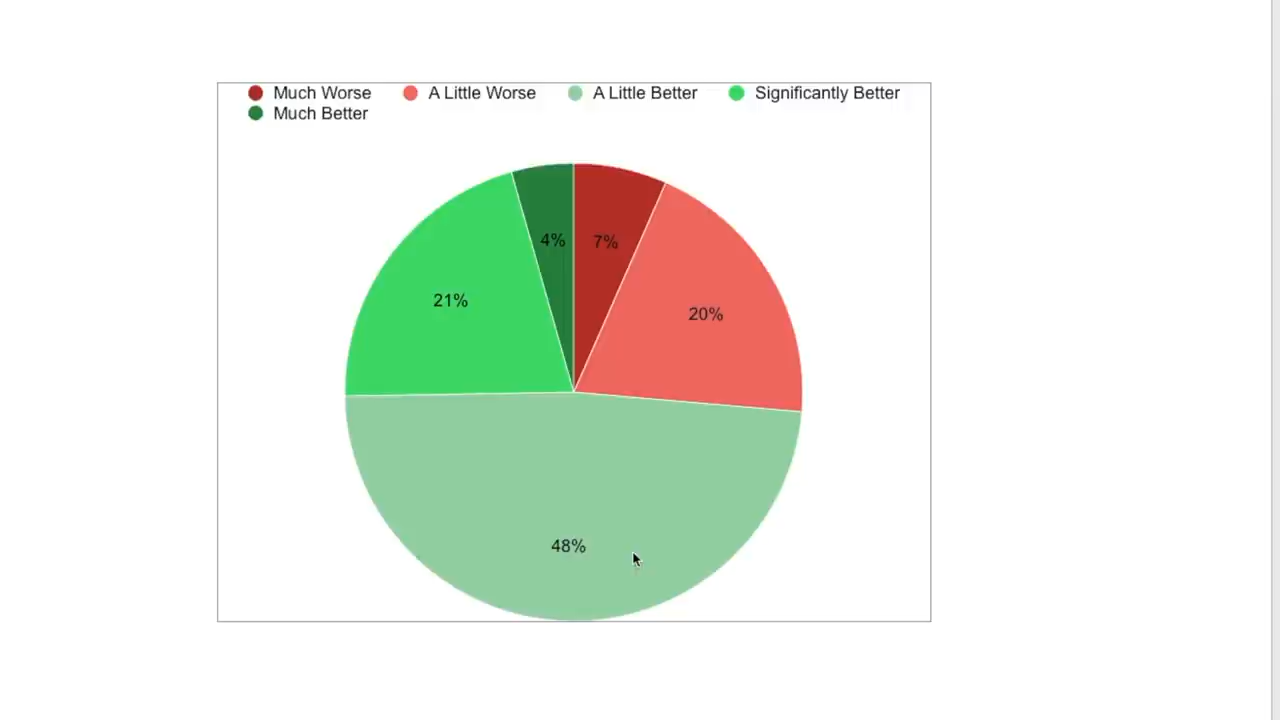 Much Worse A Little Worse A Little Better Significantly Better
Much Better
4% 7%
21%
20%
48%